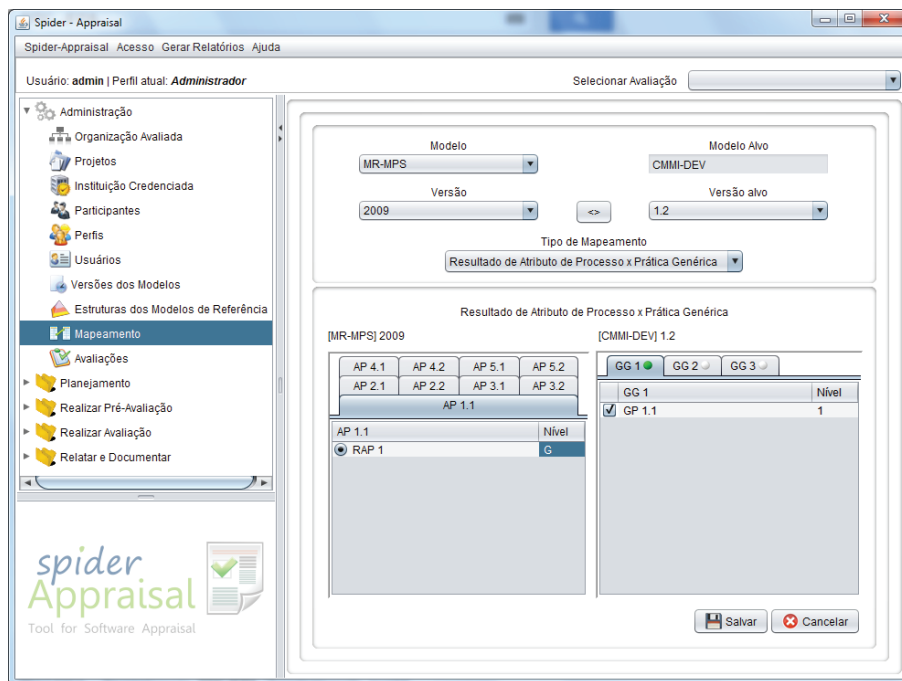 Spider - Appraisal
Spider-Appraisal Acesso Gerar Relatórios Ajuda
Usuário: admin | Perfil atual: Administrador
Selecionar Avaliação
Administração
Organização Avaliada
Projetos
Instituição Credenciada
Participantes
Perfis
Usuários
Versões dos Modelos
Estruturas dos Modelos de Referência
Mapeamento
Avaliações
Planejamento
Realizar Pré-Avaliação
Realizar Avaliação
Relatar e Documentar
spider
Appraisal
Tool for Software Appraisal
Modelo
Modelo Alvo
MR-MPS
CMMI-DEV
Versão
Versão alvo
2009
<>
1.2
Tipo de Mapeamento
Resultado de Atributo de Processo x Prática Genérica
Resultado de Atributo de Processo x Prática Genérica
[MR-MPS] 2009
[CMMI-DEV] 1.2
AP 4.1 AP 4.2 AP 5.1 AP 5.2
AP 2.1 AP 2.2 AP 3.1 AP 3.2
AP 1.1
AP 1.1 Nível
RAP 1 G
GG 1 GG 2 GG 3
GG 1 Nível
GP 1.1 1
Salvar Cancelar